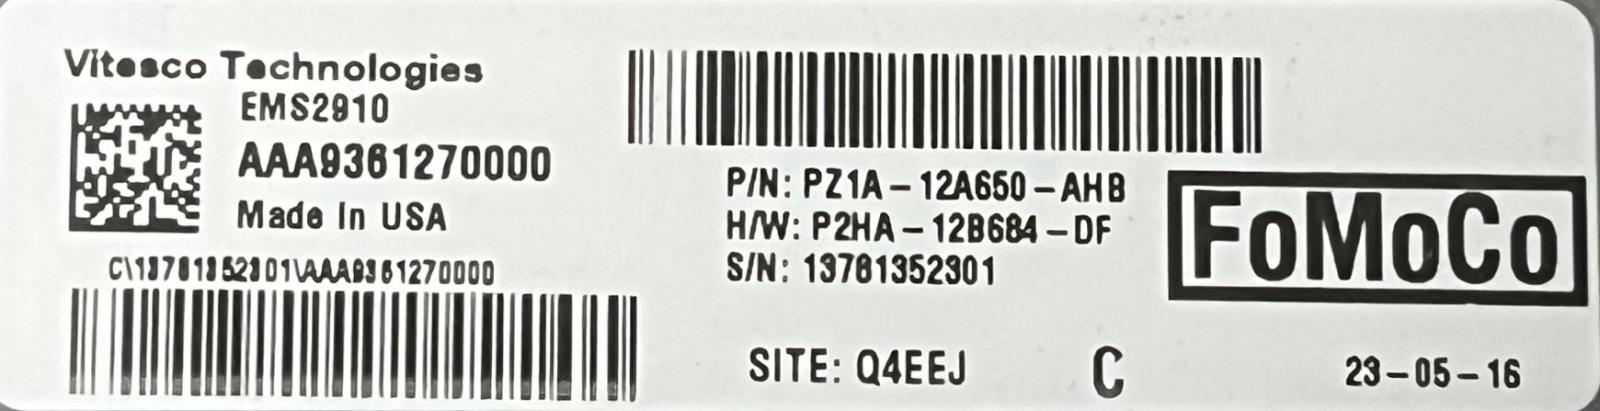 Vitesco Technologies
EMS2910
AAA9361270000
Made In USA
C\13781352301\AAA9361270000
P/N: PZ1A-12A650-AHB
H/W: P2HA-12B684-DF
S/N: 13781352301
FoMoCo
SITE: Q4EEJ C 23-05-16